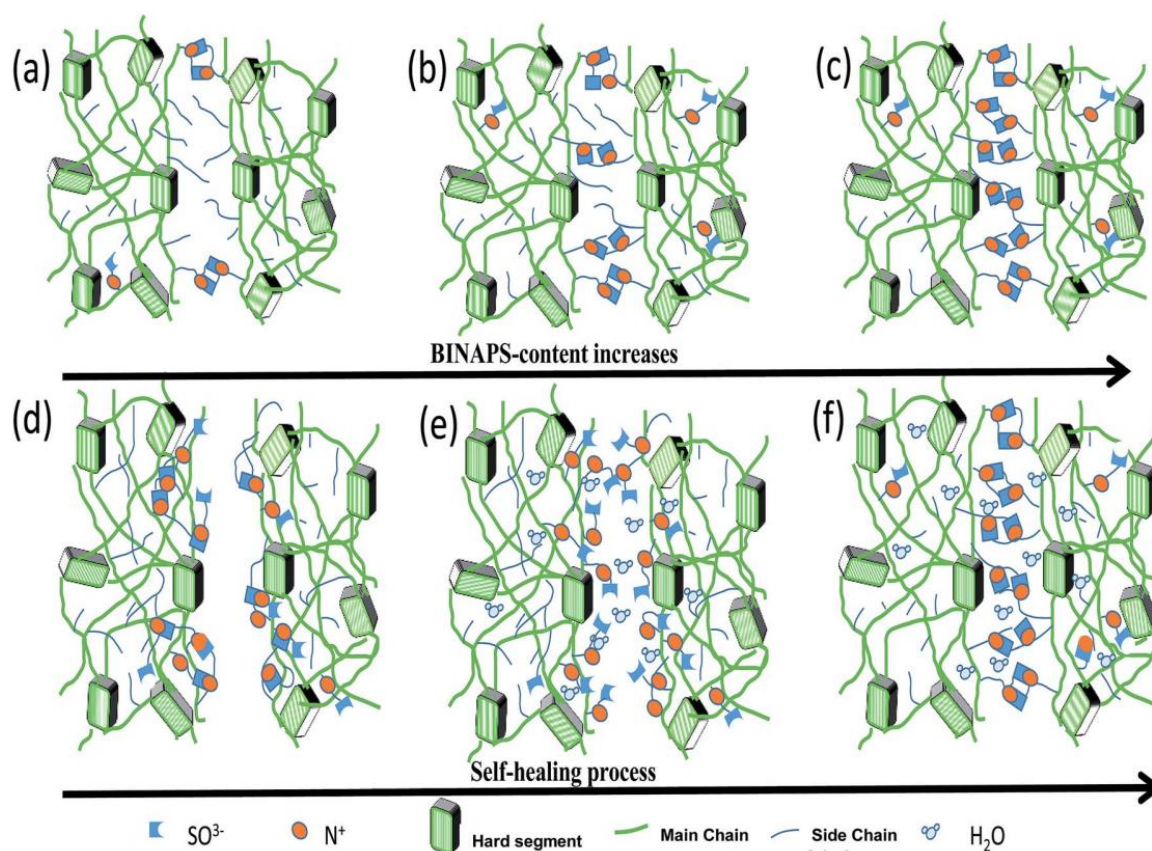 (a)
(b)
(c)
BINAPS-content increases
(d)
(e)
(f)
Self-healing process
SO³⁻
N⁺
Hard segment
Main Chain
Side Chain
H₂O